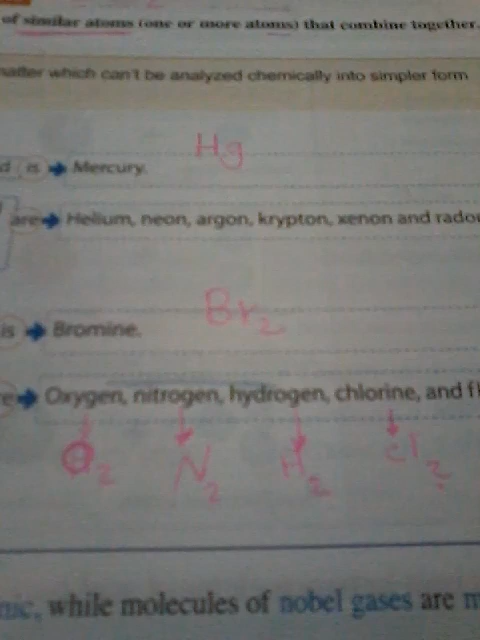 of similar atoms (one or more atoms) that combine together.
matter which can't be analyzed chemically into simpler form
Hg
is Mercury.
are Helium, neon, argon, krypton, xenon and
Br2
is Bromine.
Oxygen, nitrogen, hydrogen, chlorine, and
O2 N2 H2 Cl2
while molecules of nobel gases are